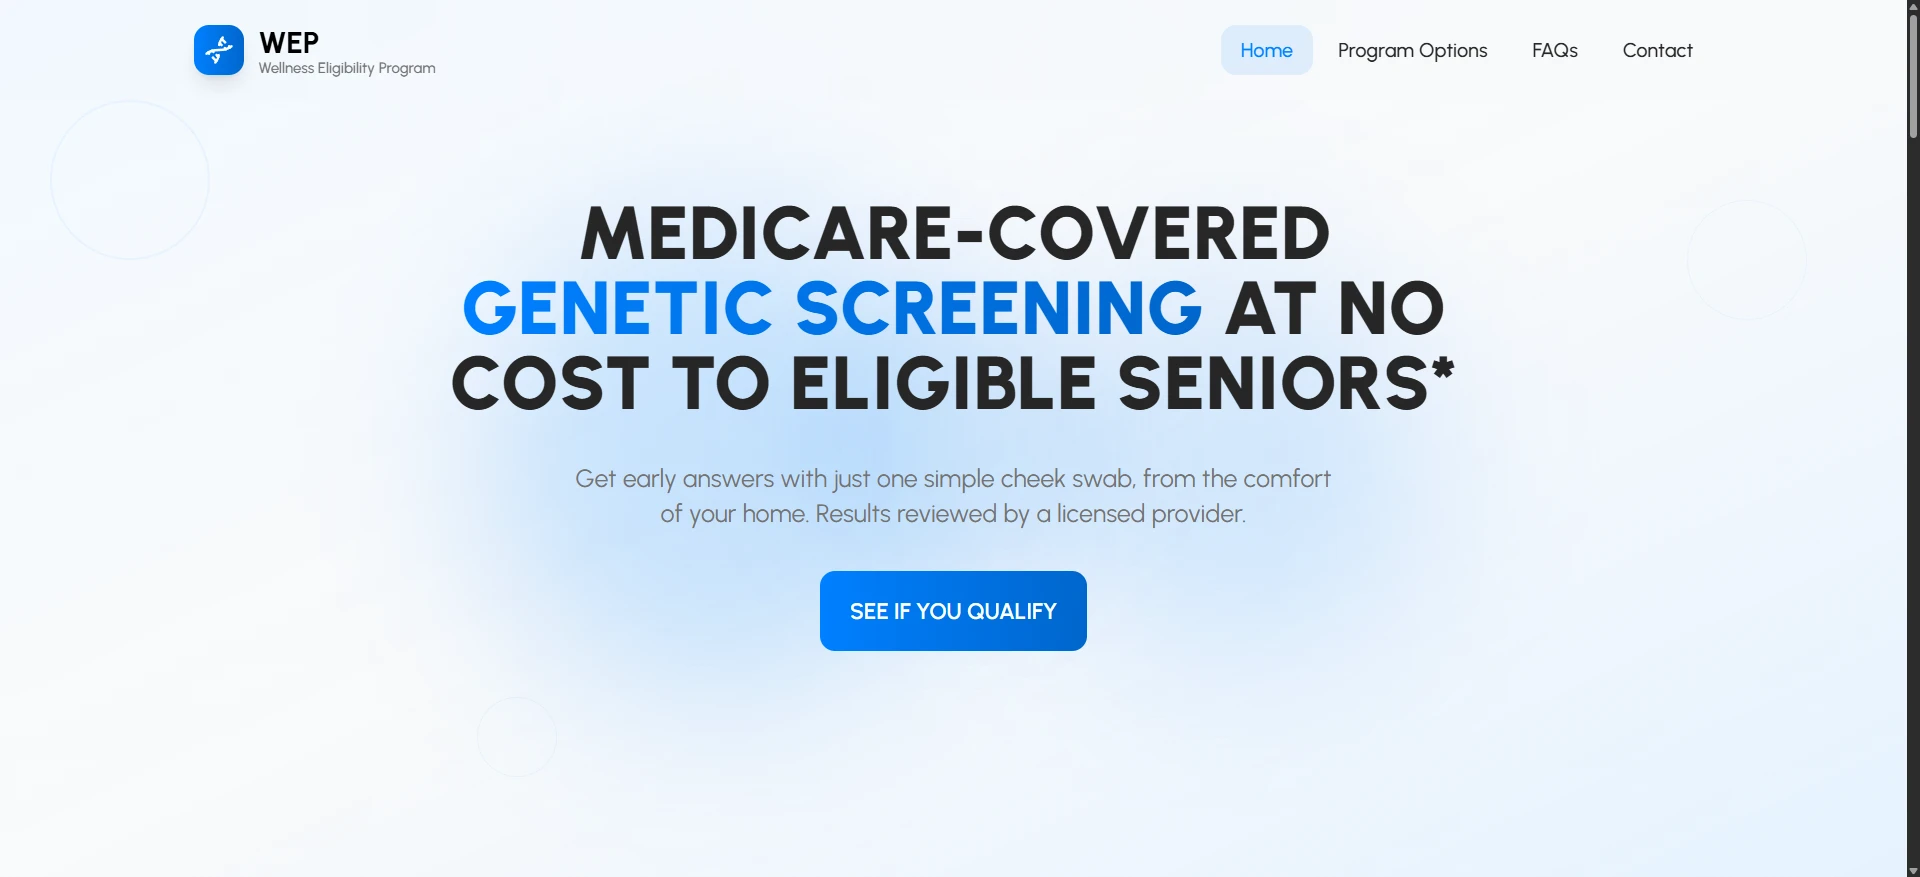 WEP
Wellness Eligibility Program
Home
Program Options
FAQs
Contact
MEDICARE-COVERED
GENETIC SCREENING AT NO
COST TO ELIGIBLE SENIORS*
Get early answers with just one simple cheek swab, from the comfort
of your home. Results reviewed by a licensed provider.
SEE IF YOU QUALIFY